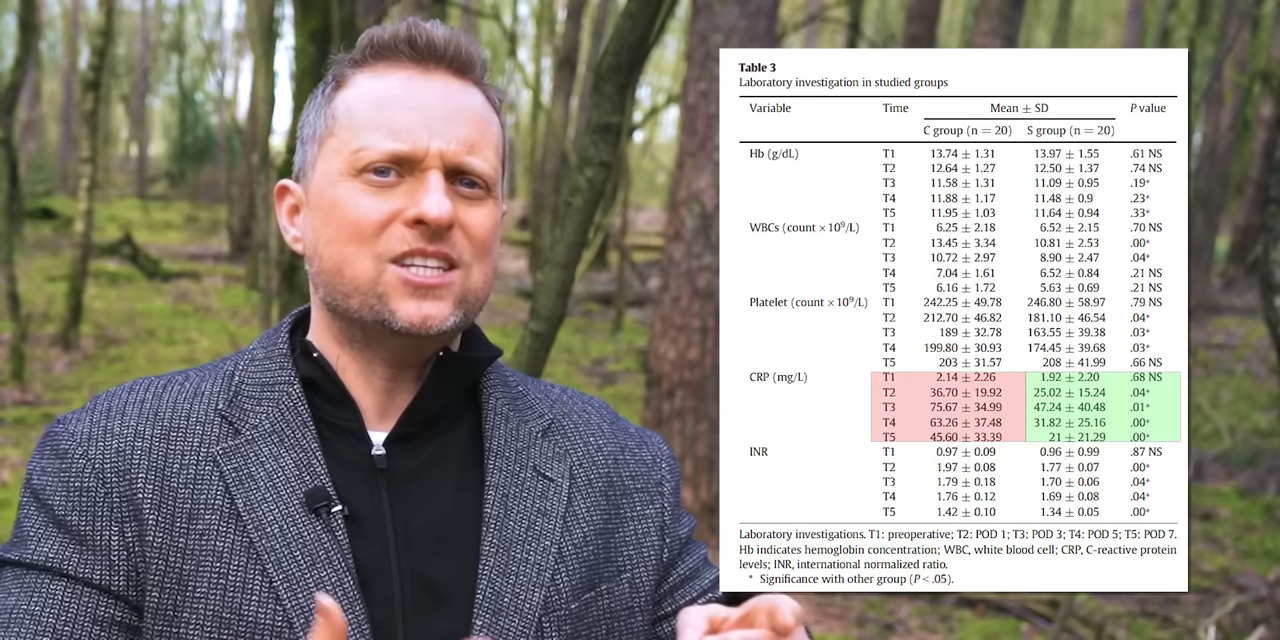 Table 3
Laboratory investigation in studied groups
Variable Time Mean ± SD P value
C group (n = 20) S group (n = 20)
Hb (g/dL) T1 13.74 ± 1.31 13.97 ± 1.55 .61 NS
T2 12.64 ± 1.27 12.50 ± 1.37 .74 NS
T3 11.58 ± 1.31 11.09 ± 0.95 .19*
T4 11.88 ± 1.17 11.48 ± 0.9 .23*
T5 11.95 ± 1.03 11.64 ± 0.94 .33*
WBCs (count ×10⁹/L) T1 6.25 ± 2.18 6.52 ± 2.15 .70 NS
T2 13.45 ± 3.34 10.81 ± 2.53 .00*
T3 10.72 ± 2.97 8.90 ± 2.47 .04*
T4 7.04 ± 1.61 6.52 ± 0.84 .21 NS
T5 6.16 ± 1.72 5.63 ± 0.69 .21 NS
Platelet (count ×10⁹/L) T1 242.25 ± 49.78 246.80 ± 58.97 .79 NS
T2 212.70 ± 46.82 181.10 ± 46.54 .04*
T3 189 ± 32.78 163.55 ± 39.38 .03*
T4 199.80 ± 30.93 174.45 ± 39.68 .03*
T5 203 ± 31.57 208 ± 41.99 .66 NS
CRP (mg/L) T1 2.14 ± 2.26 1.92 ± 2.20 .68 NS
T2 36.70 ± 19.92 25.02 ± 15.24 .04*
T3 75.67 ± 34.99 47.24 ± 40.48 .01*
T4 63.26 ± 37.48 31.82 ± 25.16 .00*
T5 45.60 ± 33.39 21 ± 21.29 .00*
INR T1 0.97 ± 0.09 0.96 ± 0.99 .87 NS
T2 1.97 ± 0.08 1.77 ± 0.07 .00*
T3 1.79 ± 0.18 1.70 ± 0.06 .04*
T4 1.76 ± 0.12 1.69 ± 0.08 .04*
T5 1.42 ± 0.10 1.34 ± 0.05 .00*
Laboratory investigations. T1: preoperative; T2: POD 1; T3: POD 3; T4: POD 5; T5: POD 7.
Hb indicates hemoglobin concentration; WBC, white blood cell; CRP, C-reactive protein
levels; INR, international normalized ratio.
* Significance with other group (P < .05).